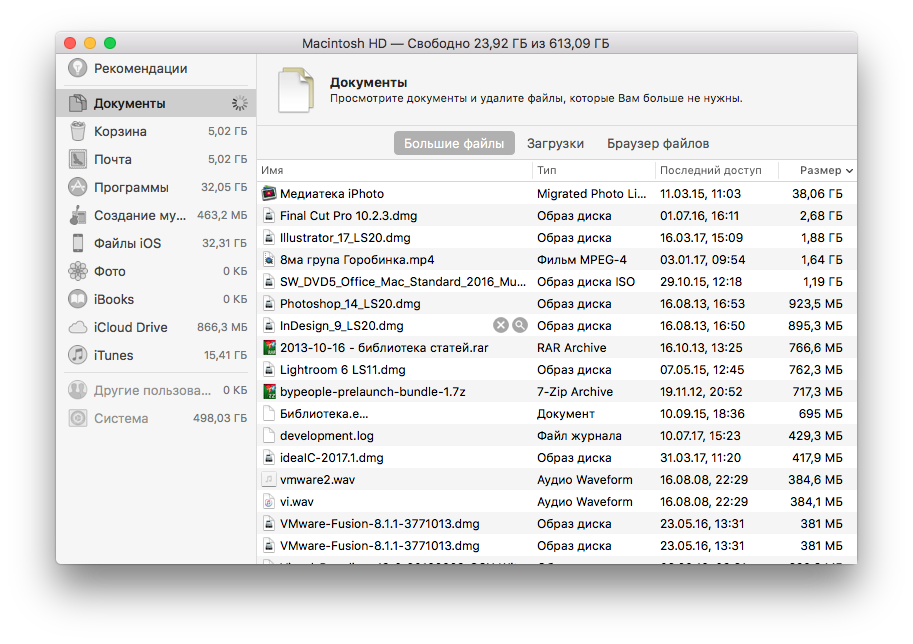 Macintosh HD — Свободно 23,92 ГБ из 613,09 ГБ
Рекомендации
Документы
Корзина 5,02 ГБ
Почта 5,02 ГБ
Программы 32,05 ГБ
Создание му... 463,2 МБ
Файлы iOS 32,31 ГБ
Фото 0 КБ
iBooks 0 КБ
iCloud Drive 866,3 МБ
iTunes 15,41 ГБ
Другие пользова... 0 КБ
Система 498,03 ГБ
Документы
Просмотрите документы и удалите файлы, которые Вам больше не нужны.
Большие файлы Загрузки Браузер файлов
Имя Тип Последний доступ Размер
Медиатека iPhoto Migrated Photo Li... 11.03.15, 11:03 38,06 ГБ
Final Cut Pro 10.2.3.dmg Образ диска 01.07.16, 16:11 2,68 ГБ
Illustrator_17_LS20.dmg Образ диска 16.03.17, 15:09 1,88 ГБ
8ма група Горобинка.mp4 Фильм MPEG-4 03.01.17, 09:54 1,64 ГБ
SW_DVD5_Office_Mac_Standard_2016_Mu... Образ диска ISO 29.10.15, 12:18 1,19 ГБ
Photoshop_14_LS20.dmg Образ диска 16.08.13, 16:53 923,5 МБ
InDesign_9_LS20.dmg Образ диска 16.08.13, 16:50 895,3 МБ
2013-10-16 - библиотека статей.rar RAR Archive 16.10.13, 13:25 766,6 МБ
Lightroom 6 LS11.dmg Образ диска 07.05.15, 12:45 762,3 МБ
bypeople-prelaunch-bundle-1.7z 7-Zip Archive 19.11.12, 20:52 717,3 МБ
Библиотека.е... Документ 10.09.15, 18:36 695 МБ
development.log Файл журнала 10.07.17, 15:23 429,3 МБ
ideaIC-2017.1.dmg Образ диска 31.03.17, 11:20 417,9 МБ
vmware2.wav Аудио Waveform 16.08.08, 22:29 384,6 МБ
vi.wav Аудио Waveform 16.08.08, 22:29 384,1 МБ
VMware-Fusion-8.1.1-3771013.dmg Образ диска 23.05.16, 13:31 381 МБ
VMware-Fusion-8.1.1-3771013.dmg Образ диска 23.05.16, 13:31 381 МБ